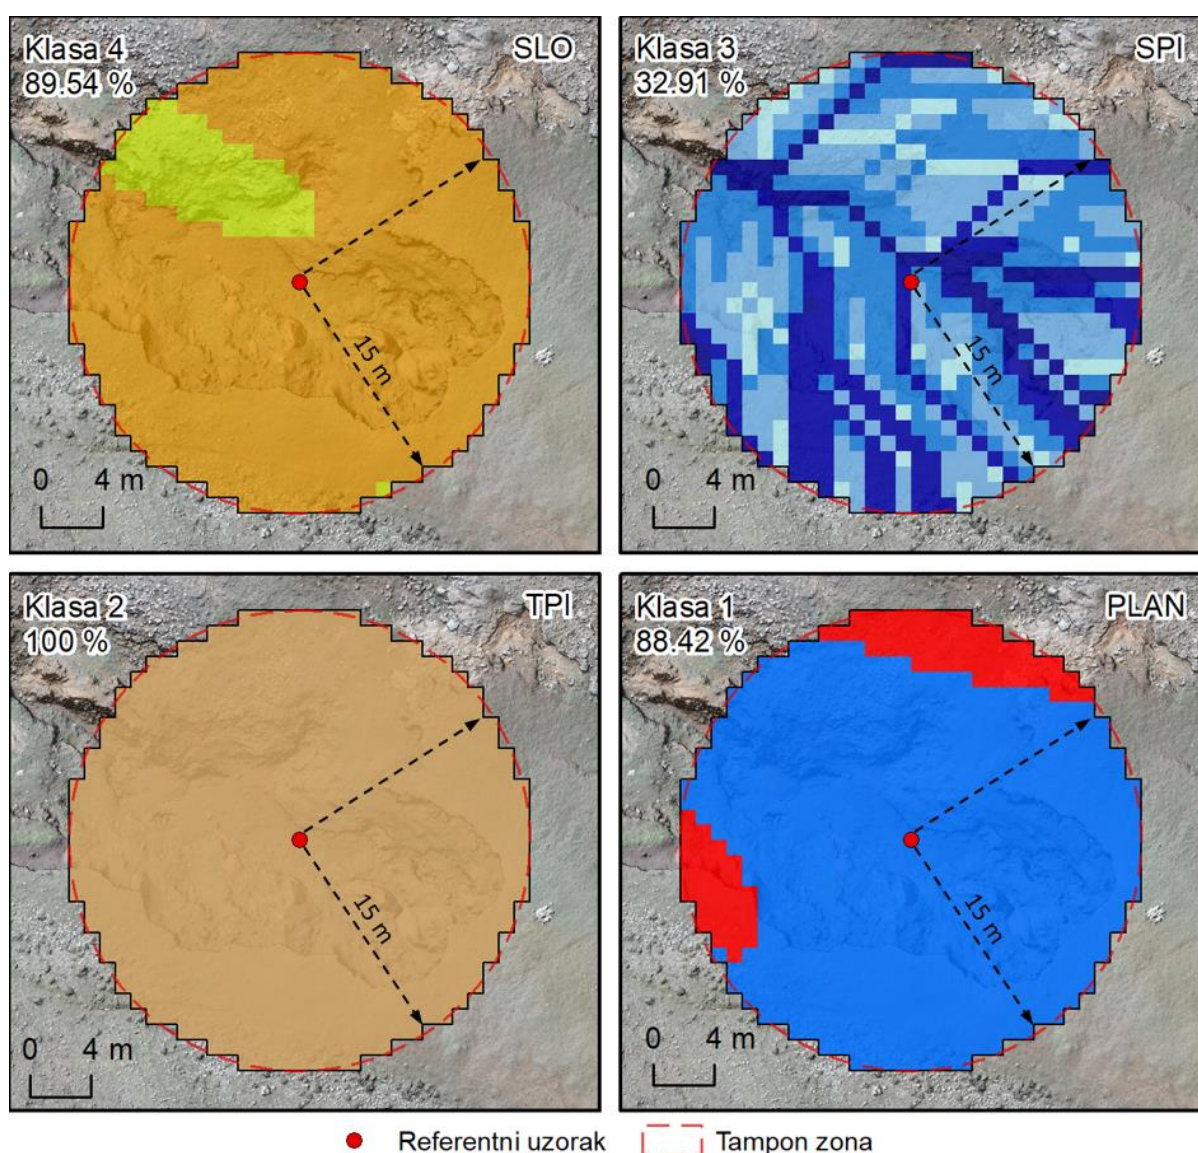 Klasa 4
89.54 %
SLO
15 m
0 4 m
Klasa 3
32.91 %
SPI
15 m
0 4 m
Klasa 2
100 %
TPI
15 m
0 4 m
Klasa 1
88.42 %
PLAN
15 m
0 4 m
Referentni uzorak
Tampon zona